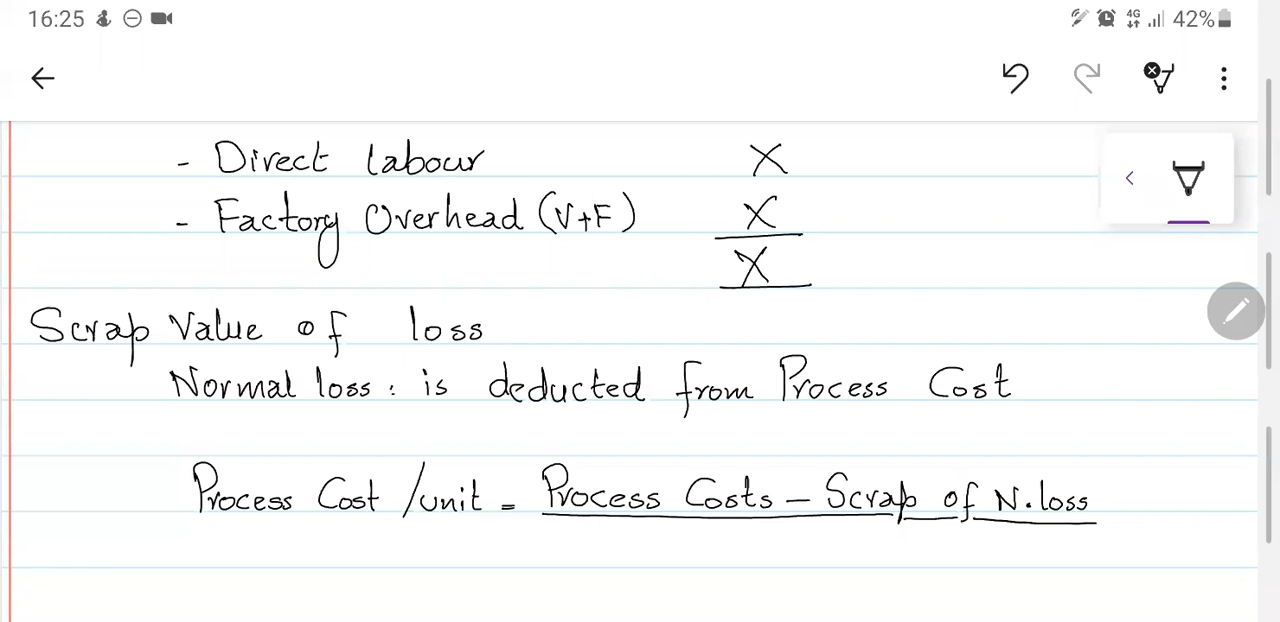 16:25 4G 42%
- Direct labour X
- Factory Overhead (V+F) X
X
Scrap Value of loss
Normal loss : is deducted from Process Cost
Process Cost /unit = Process Costs - Scrap of N. loss